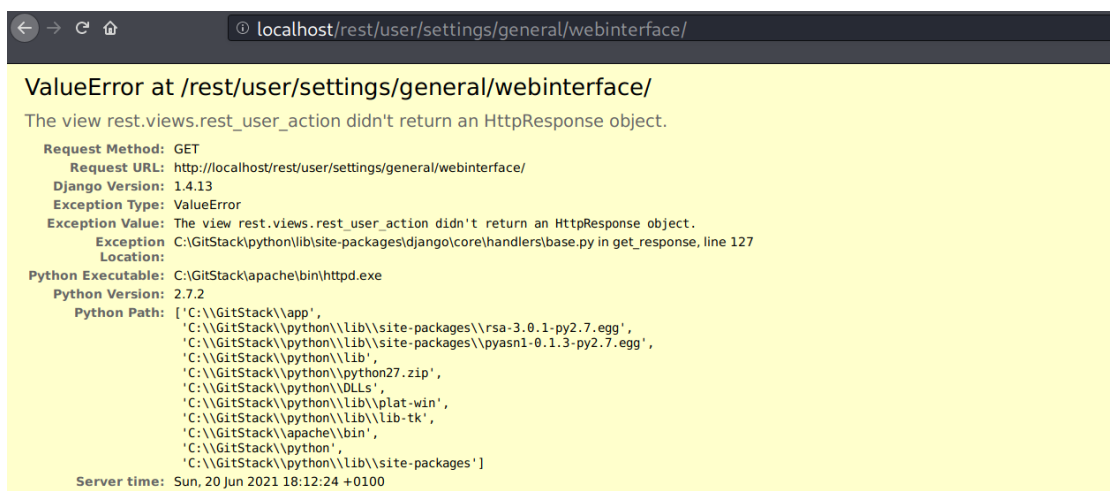 localhost/rest/user/settings/general/webinterface/
ValueError at /rest/user/settings/general/webinterface/
The view rest.views.rest_user_action didn't return an HttpResponse object.
Request Method: GET
Request URL: http://localhost/rest/user/settings/general/webinterface/
Django Version: 1.4.13
Exception Type: ValueError
Exception Value: The view rest.views.rest_user_action didn't return an HttpResponse object.
Exception C:\GitStack\python\lib\site-packages\django\core\handlers\base.py in get_response, line 127
Location:
Python Executable: C:\GitStack\apache\bin\httpd.exe
Python Version: 2.7.2
Python Path: ['C:\\GitStack\\app',
'C:\\GitStack\\python\\lib\\site-packages\\rsa-3.0.1-py2.7.egg',
'C:\\GitStack\\python\\lib\\site-packages\\pyasn1-0.1.3-py2.7.egg',
'C:\\GitStack\\python\\lib',
'C:\\GitStack\\python\\python27.zip',
'C:\\GitStack\\python\\DLLs',
'C:\\GitStack\\python\\lib\\plat-win',
'C:\\GitStack\\python\\lib\\lib-tk',
'C:\\GitStack\\apache\\bin',
'C:\\GitStack\\python',
'C:\\GitStack\\python\\lib\\site-packages']
Server time: Sun, 20 Jun 2021 18:12:24 +0100